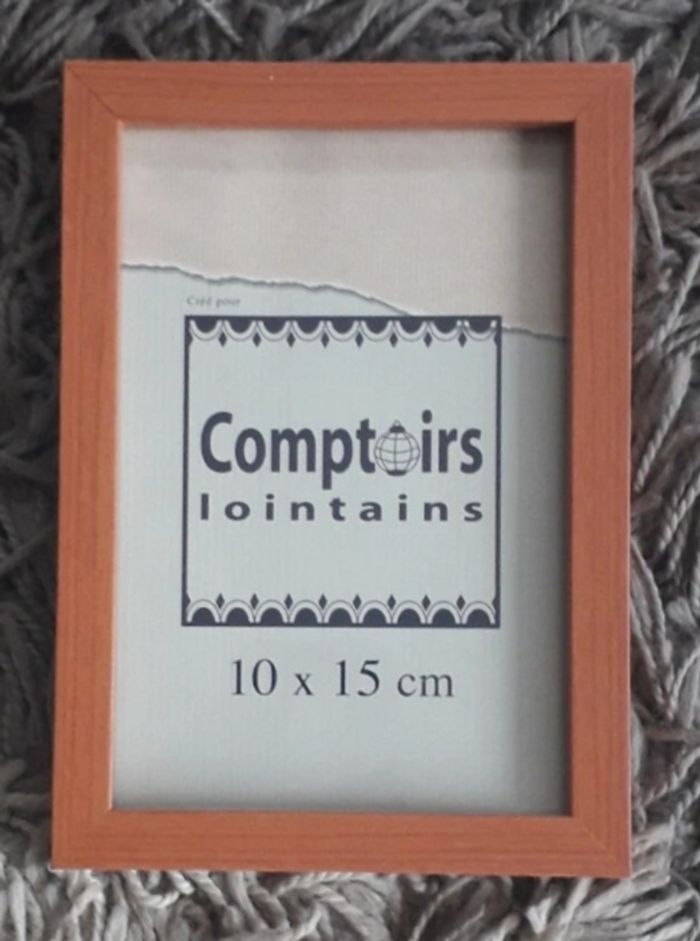 Créé pour
Comptoirs
lointains
10 x 15 cm